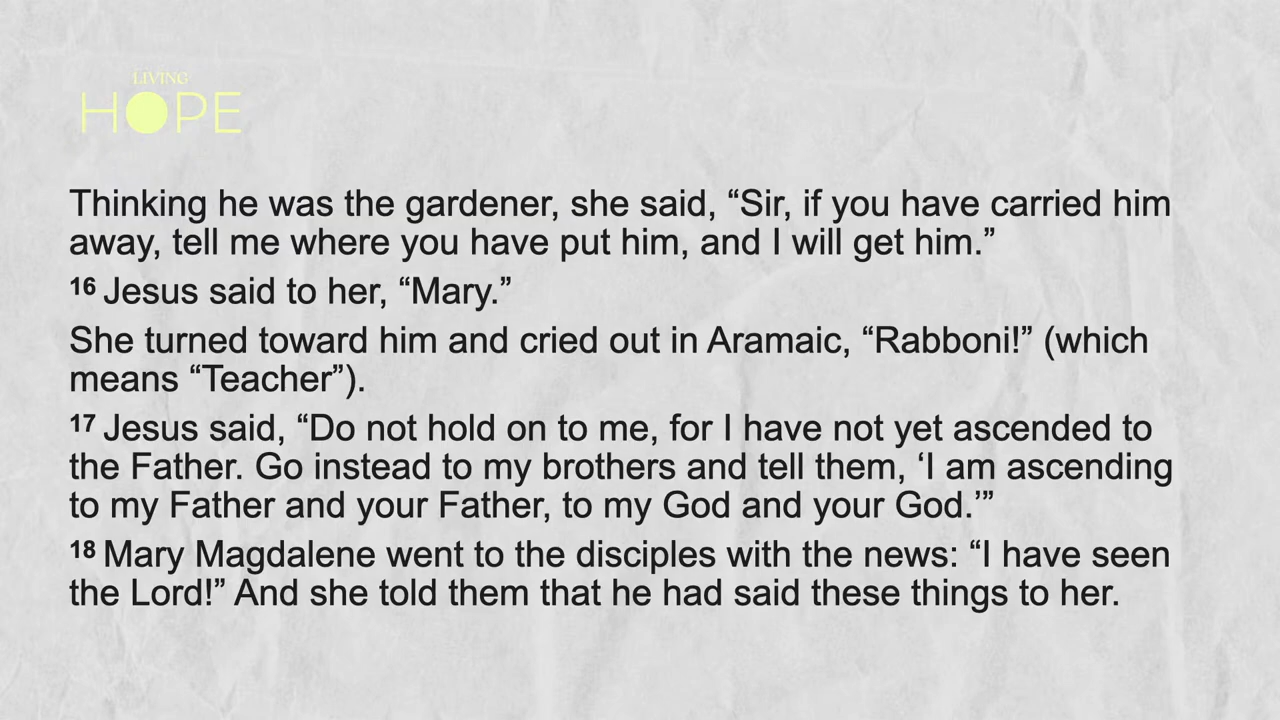 LIVING
HOPE
Thinking he was the gardener, she said, “Sir, if you have carried him
away, tell me where you have put him, and I will get him.”
16 Jesus said to her, “Mary.”
She turned toward him and cried out in Aramaic, “Rabboni!” (which
means “Teacher”).
17 Jesus said, “Do not hold on to me, for I have not yet ascended to
the Father. Go instead to my brothers and tell them, ‘I am ascending
to my Father and your Father, to my God and your God.’”
18 Mary Magdalene went to the disciples with the news: “I have seen
the Lord!” And she told them that he had said these things to her.